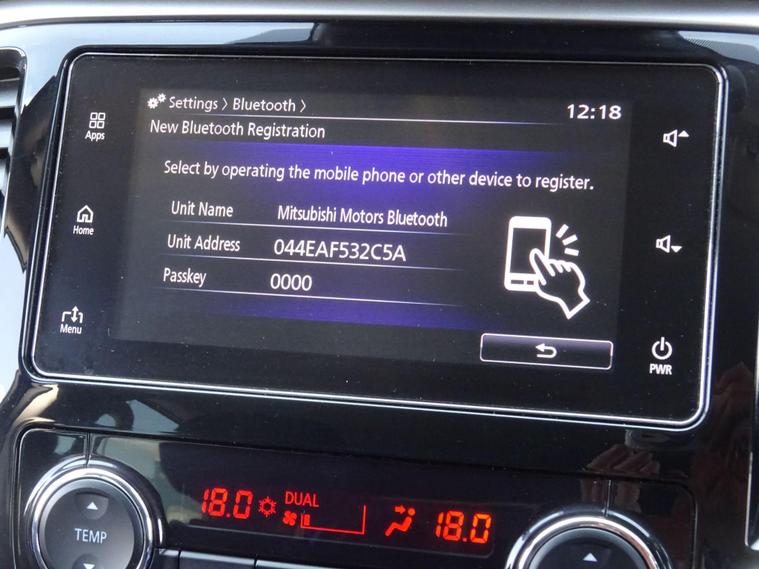 Settings > Bluetooth >
12:18
New Bluetooth Registration
Apps
Select by operating the mobile phone or other device to register.
Unit Name Mitsubishi Motors Bluetooth
Home
Unit Address 044EAF532C5A
Passkey 0000
Menu
PWR
18.0 DUAL 18.0
TEMP